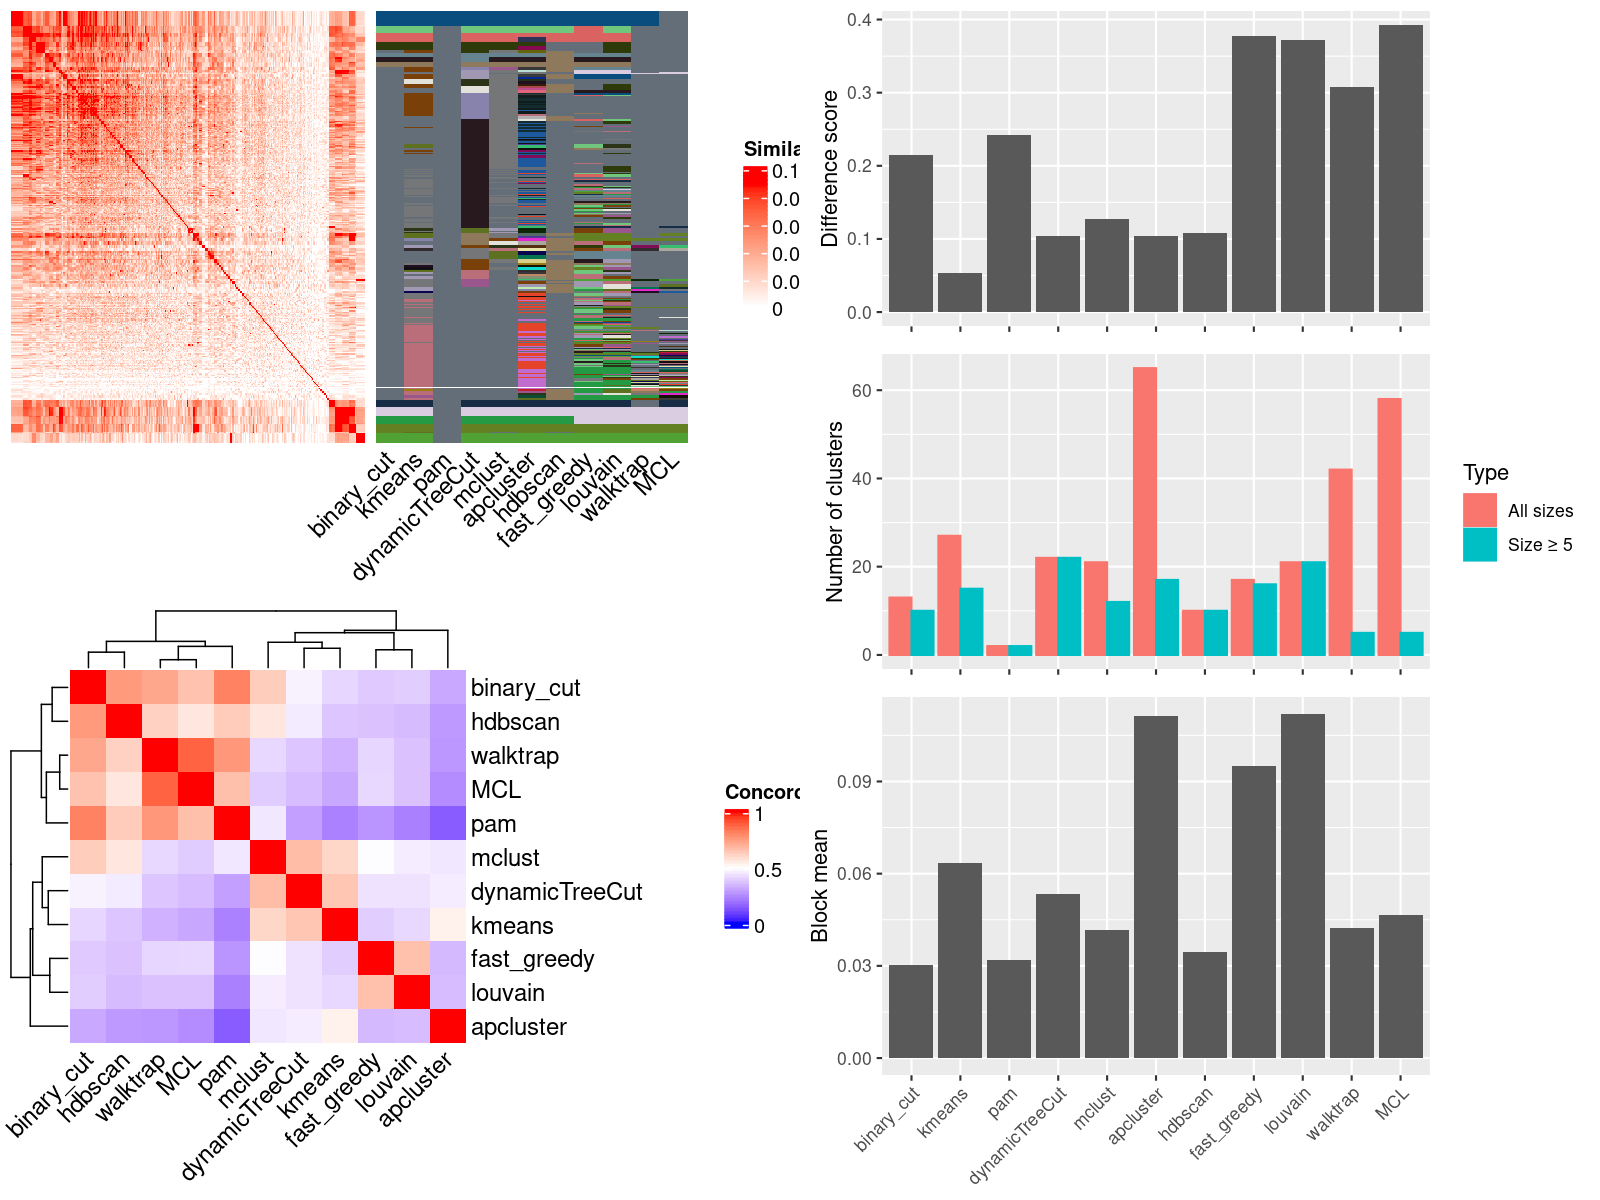 Simila
0.1
0.0
0.0
0.0
0.0
0
binary_cut
kmeans
pam
dynamicTreeCut
mclust
apcluster
hdbscan
fast_greedy
louvain
walktrap
MCL
Difference score
0.4
0.3
0.2
0.1
0.0
Number of clusters
60
40
20
0
Type
All sizes
Size ≥ 5
binary_cut
hdbscan
walktrap
MCL
pam
mclust
dynamicTreeCut
kmeans
fast_greedy
louvain
apcluster
binary_cut
hdbscan
walktrap
MCL
pam
mclust
dynamicTreeCut
kmeans
fast_greedy
louvain
apcluster
Concord
1
0.5
0
Block mean
0.09
0.06
0.03
0.00
binary_cut
kmeans
pam
dynamicTreeCut
mclust
apcluster
hdbscan
fast_greedy
louvain
walktrap
MCL